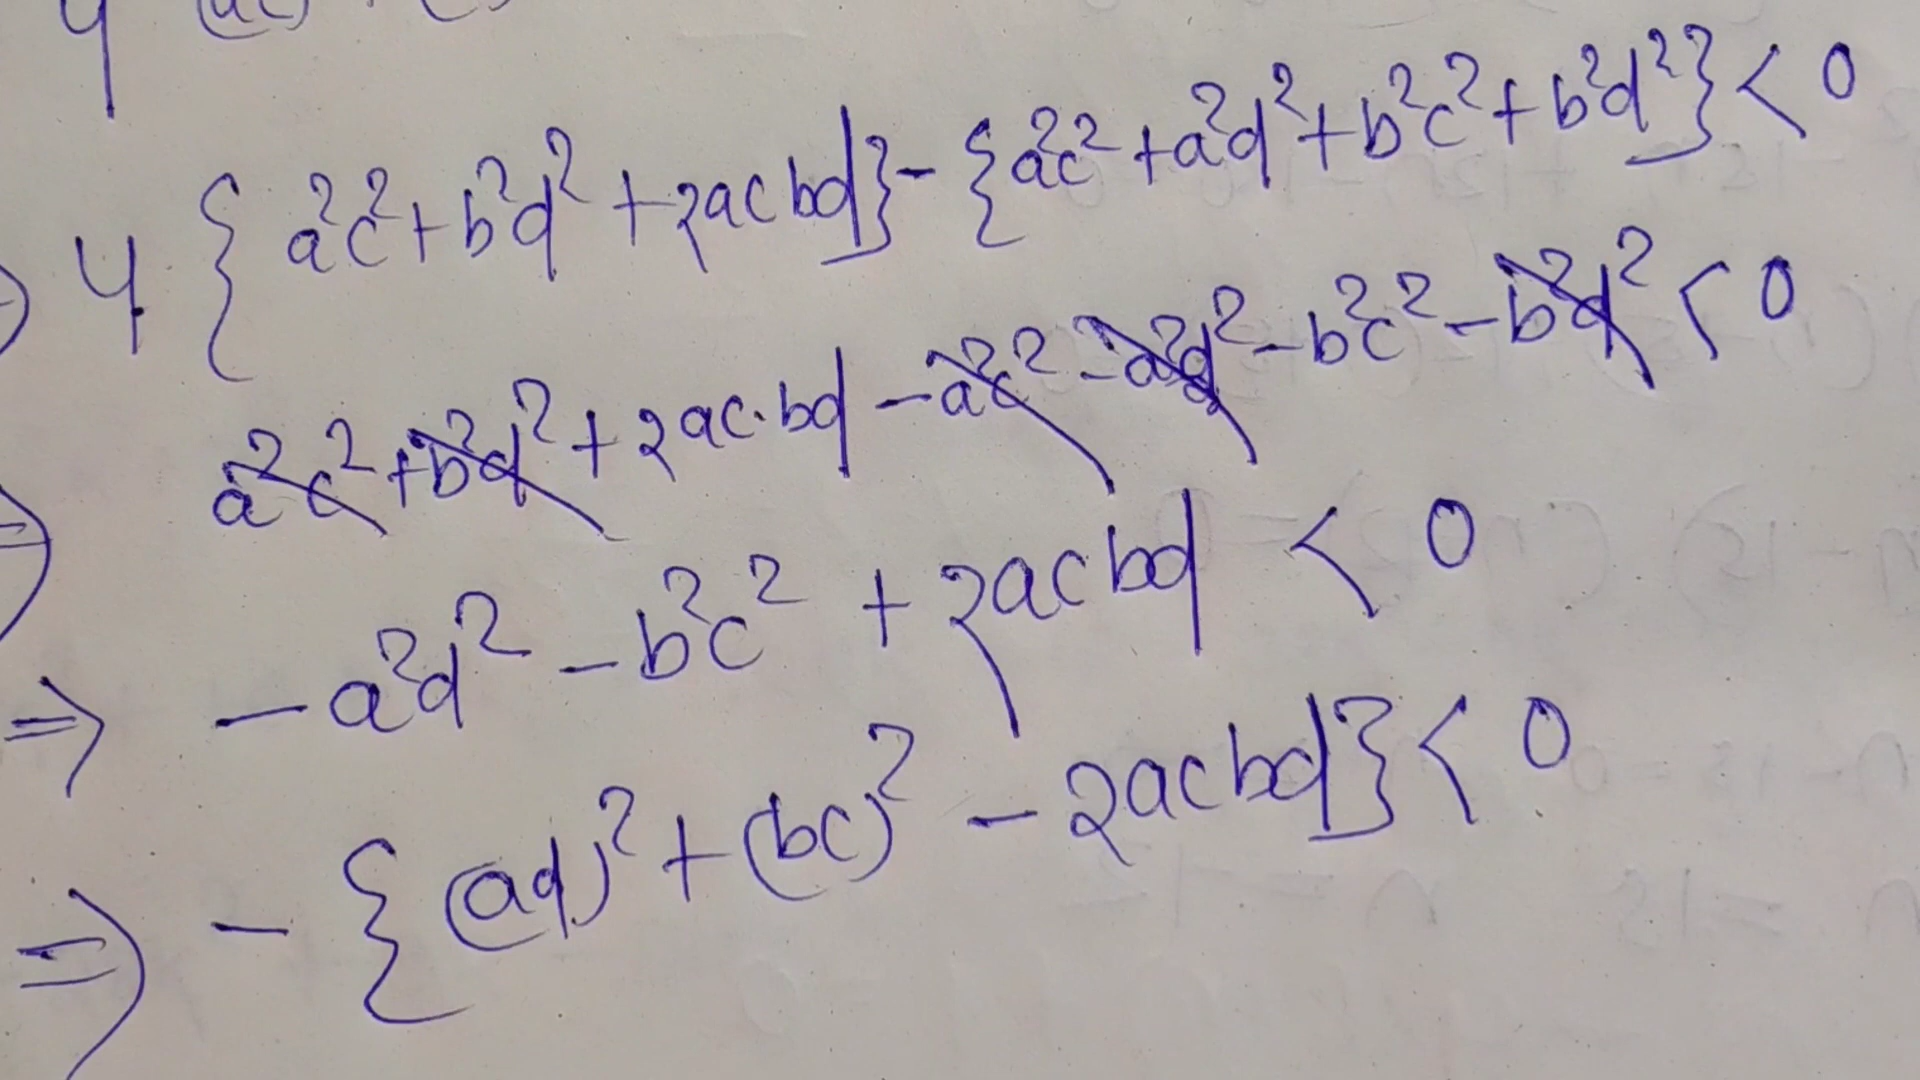 4
⇒ 4 { a²c² + b²d² + 2acbd } - { a²c² + a²d² + b²c² + b²d² } < 0
⇒ a²c² + b²d² + 2ac·bd - a²c² - a²d² - b²c² - b²d² < 0
⇒ - a²d² - b²c² + 2acbd < 0
⇒ - { (ad)² + (bc)² - 2acbd } < 0